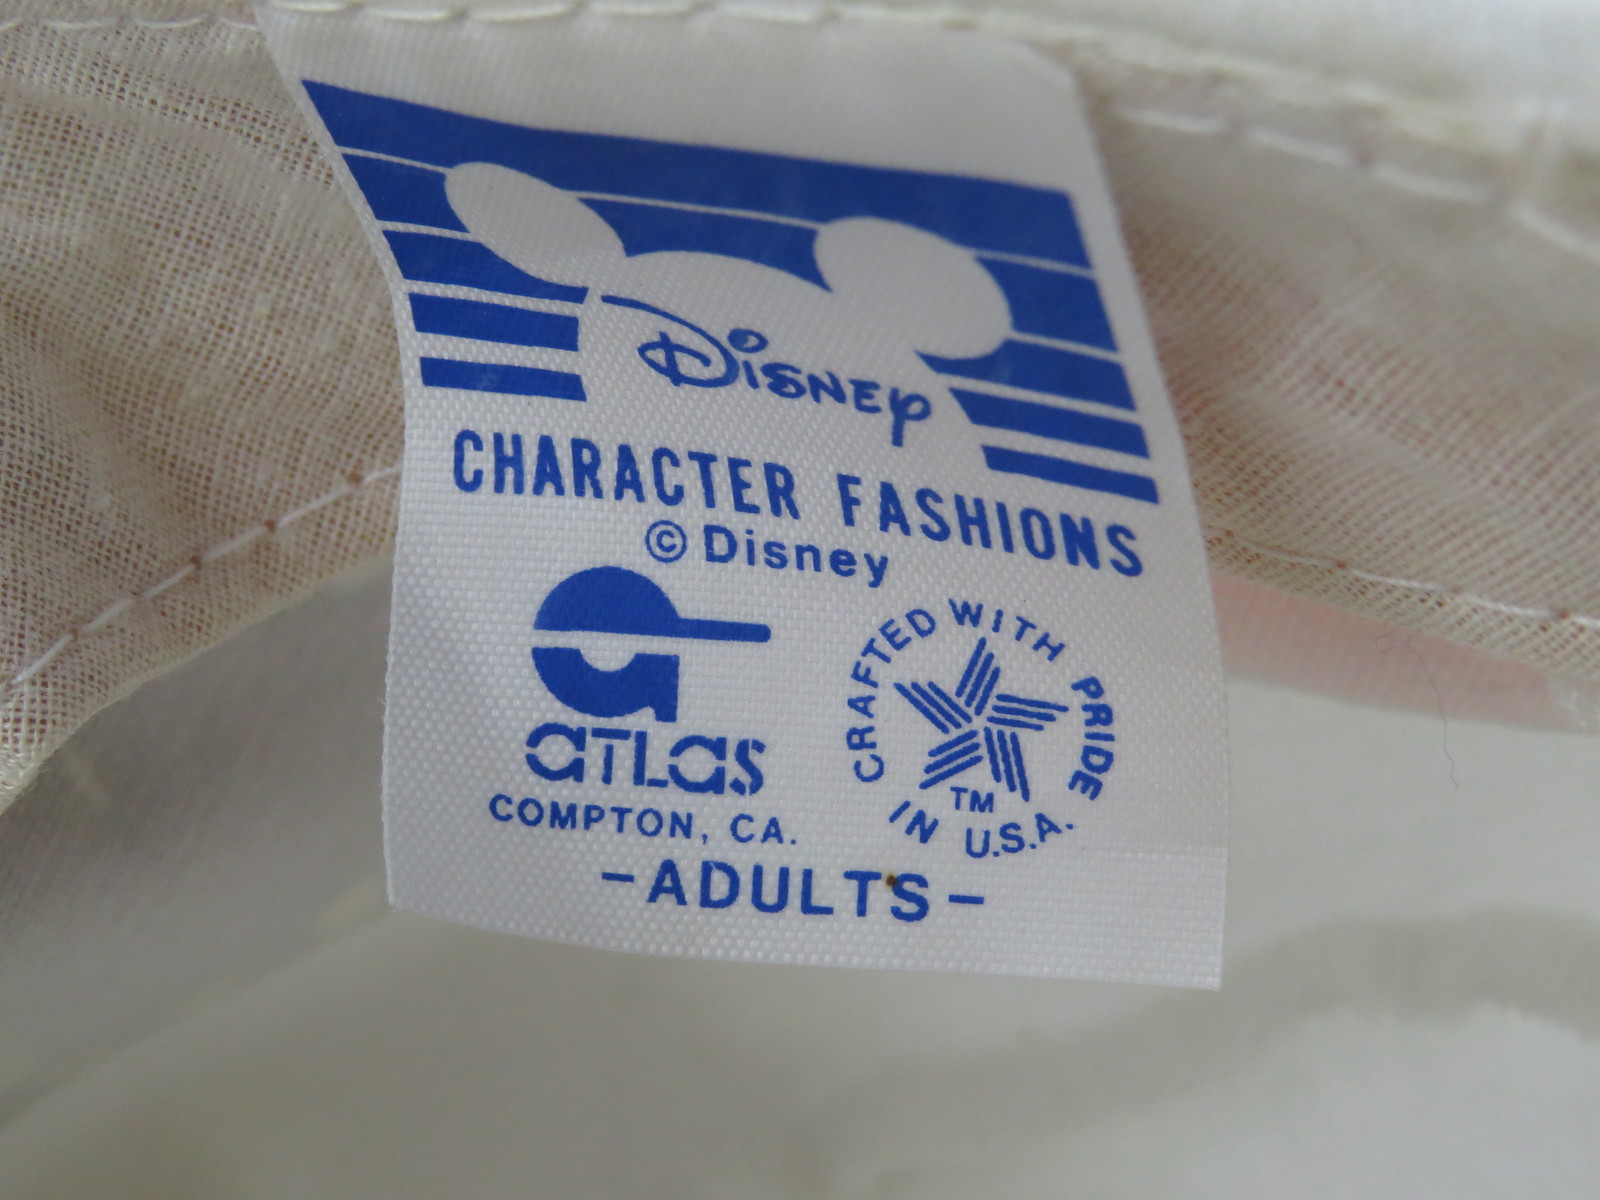 Disney
CHARACTER FASHIONS
© Disney
ATLAS
COMPTON, CA.
CRAFTED WITH PRIDE
IN U.S.A.
TM
-ADULTS-